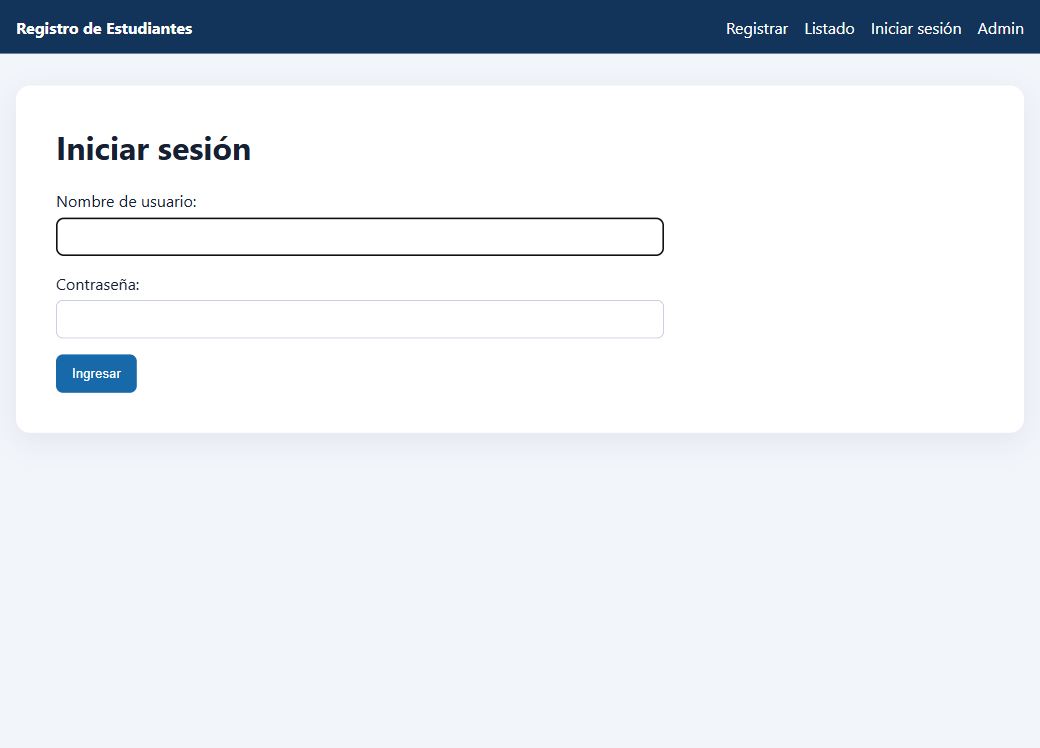 Registro de Estudiantes
Registrar Listado Iniciar sesión Admin
Iniciar sesión
Nombre de usuario:
Contraseña:
Ingresar